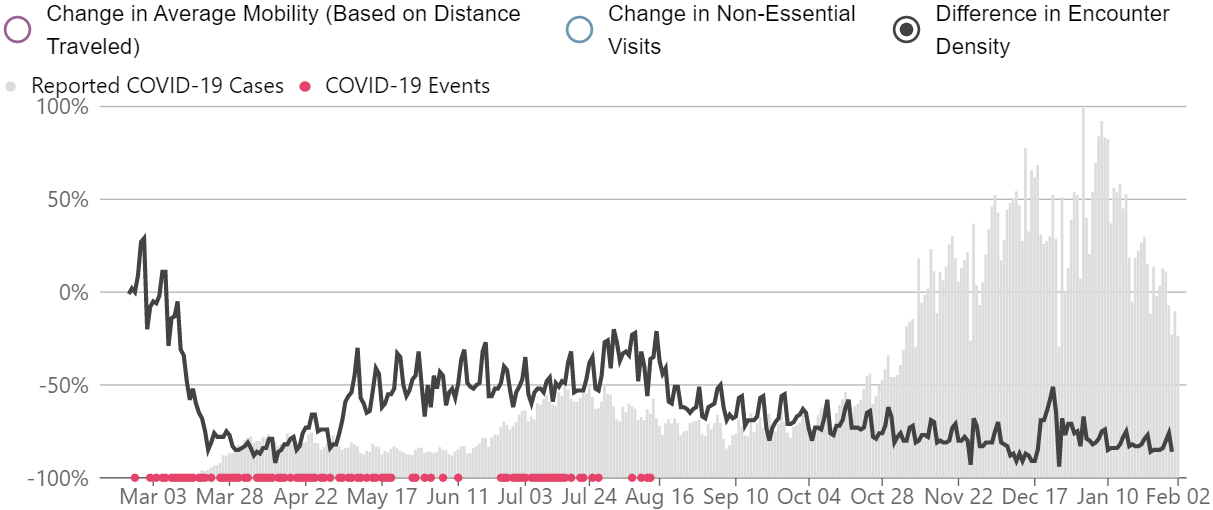 Change in Average Mobility (Based on Distance
Traveled)
Change in Non-Essential
Visits
Difference in Encounter
Density
Reported COVID-19 Cases
COVID-19 Events
100%
50%
0%
-50%
-100%
Mar 03 Mar 28 Apr 22 May 17 Jun 11 Jul 03 Jul 24 Aug 16 Sep 10 Oct 04 Oct 28 Nov 22 Dec 17 Jan 10 Feb 02